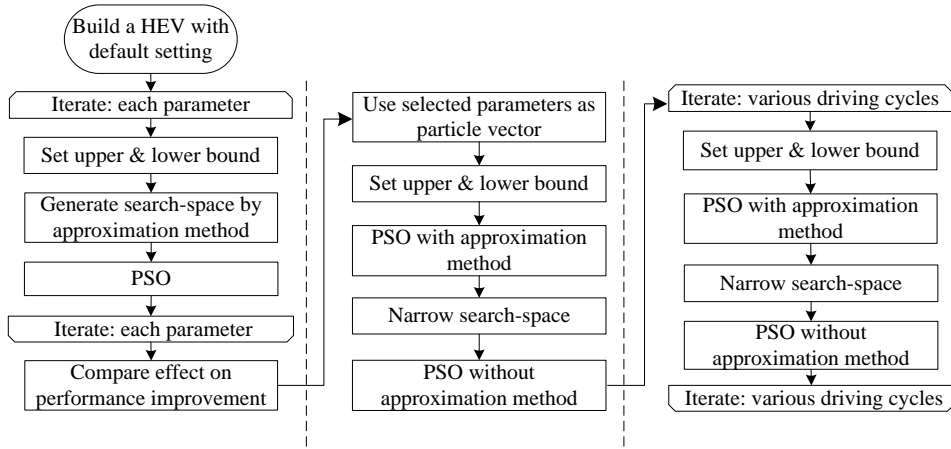 Build a HEV with
default setting
Iterate: each parameter
Set upper & lower bound
Generate search-space by
approximation method
PSO
Iterate: each parameter
Compare effect on
performance improvement
Use selected parameters as
particle vector
Set upper & lower bound
PSO with approximation
method
Narrow search-space
PSO without
approximation method
Iterate: various driving cycles
Set upper & lower bound
PSO with approximation
method
Narrow search-space
PSO without
approximation method
Iterate: various driving cycles